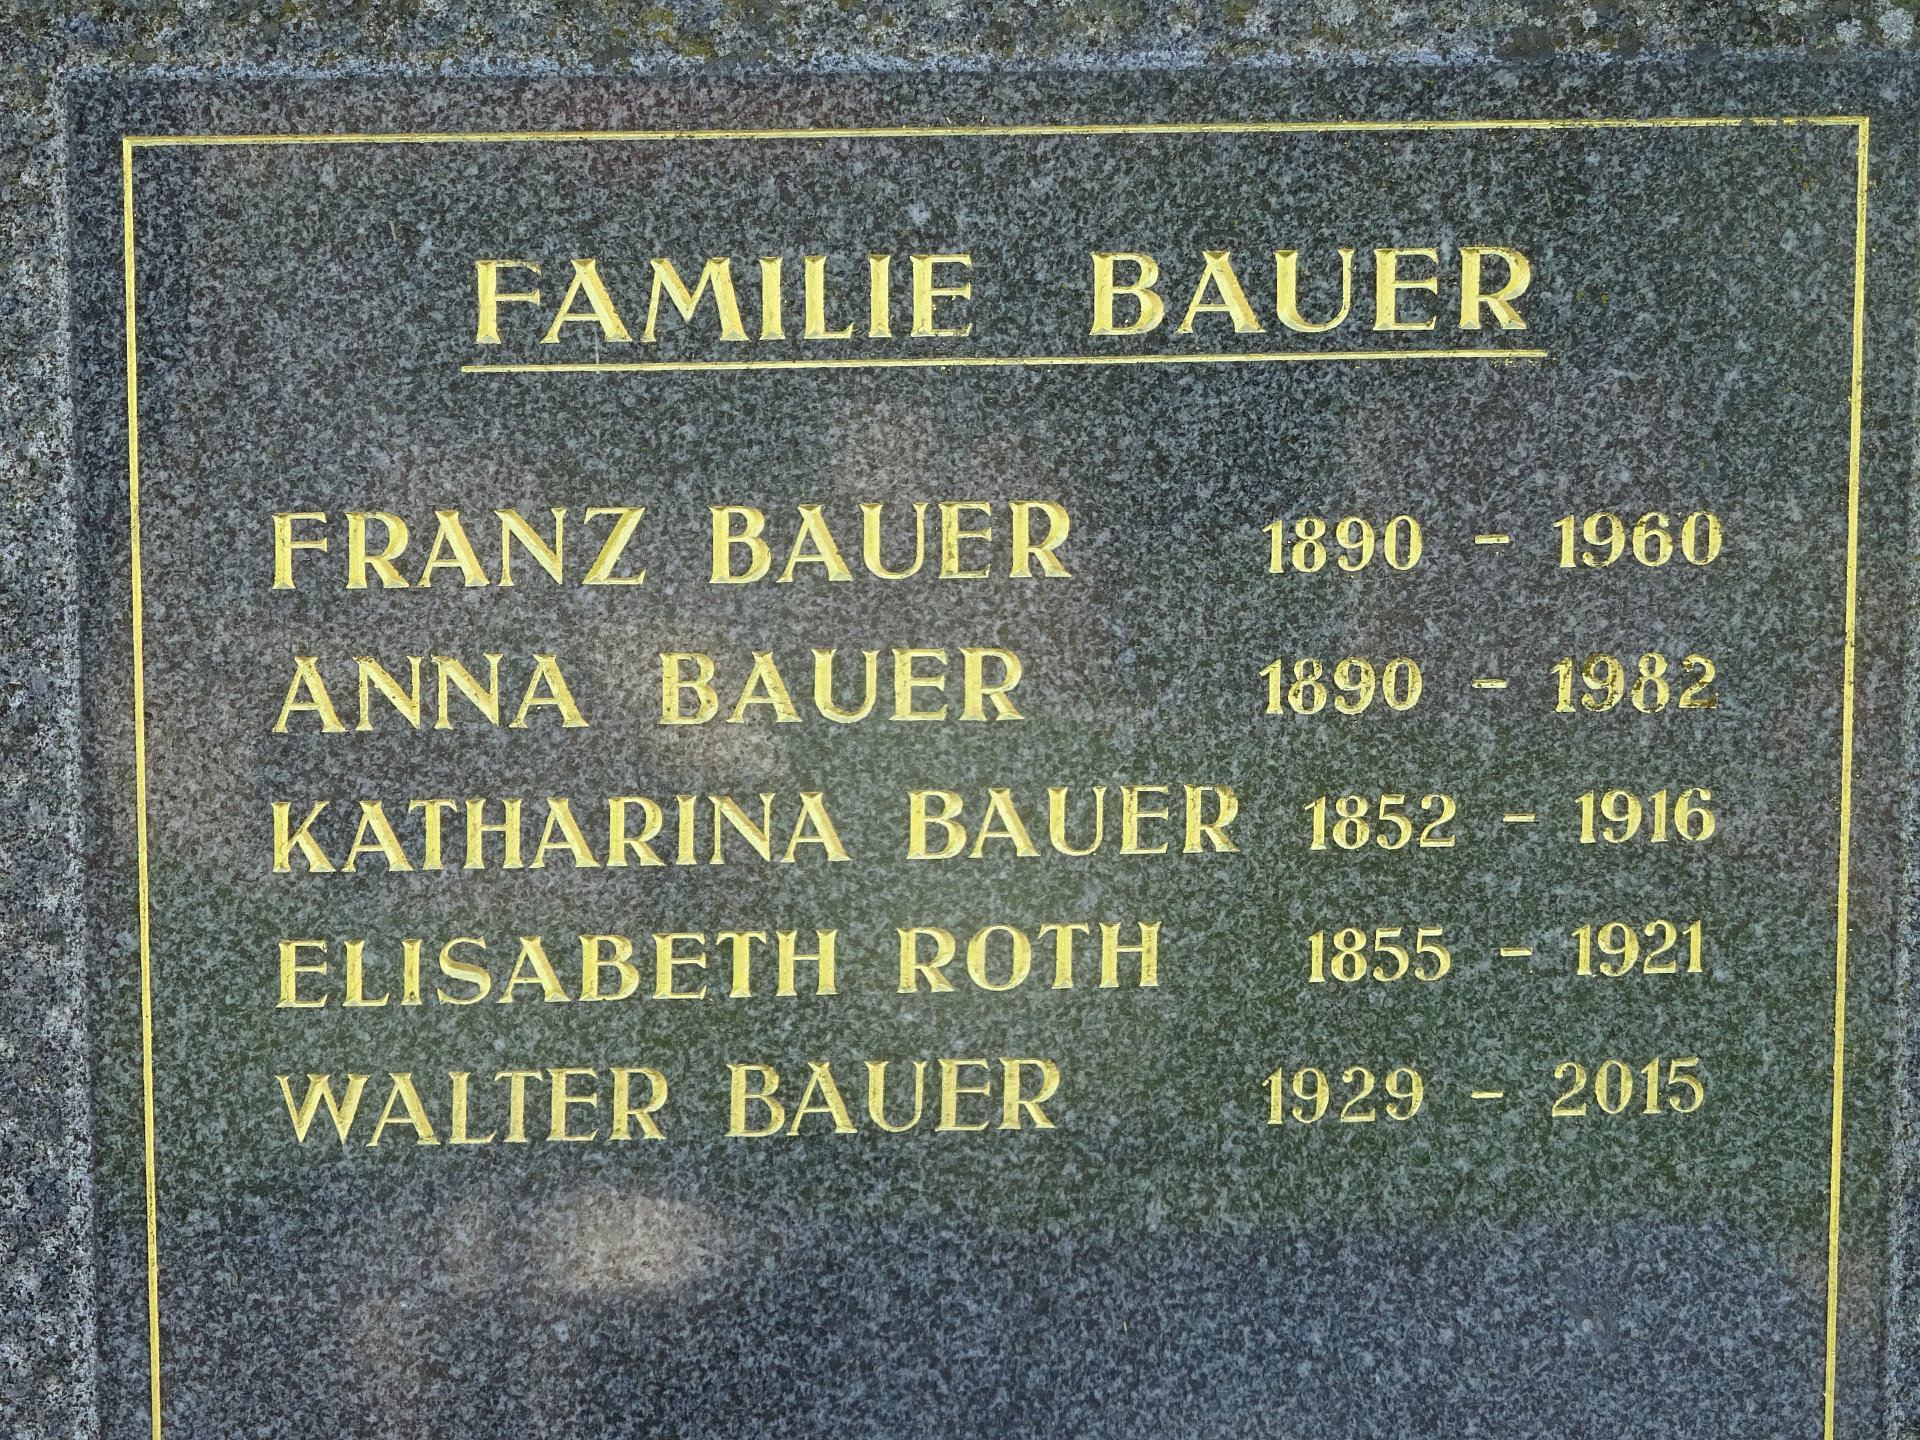 FAMILIE BAUER
FRANZ BAUER 1890 - 1960
ANNA BAUER 1890 - 1982
KATHARINA BAUER 1852 - 1916
ELISABETH ROTH 1855 - 1921
WALTER BAUER 1929 - 2015